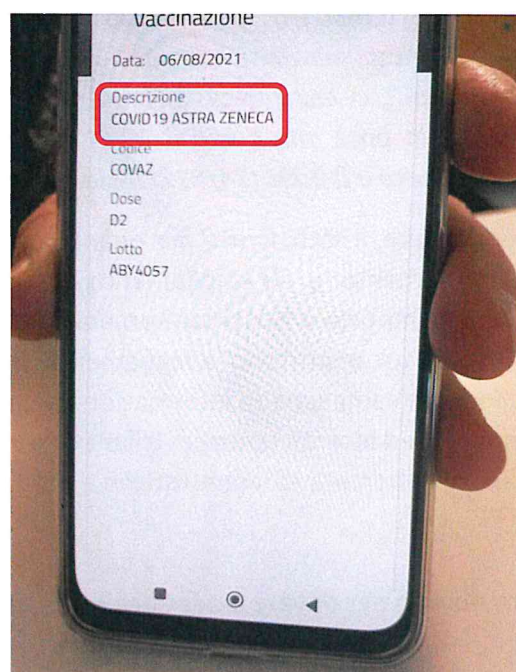 Vaccinazione
Data: 06/08/2021
Descrizione
COVID19 ASTRA ZENECA
Codice
COVAZ
Dose
D2
Lotto
ABY4057